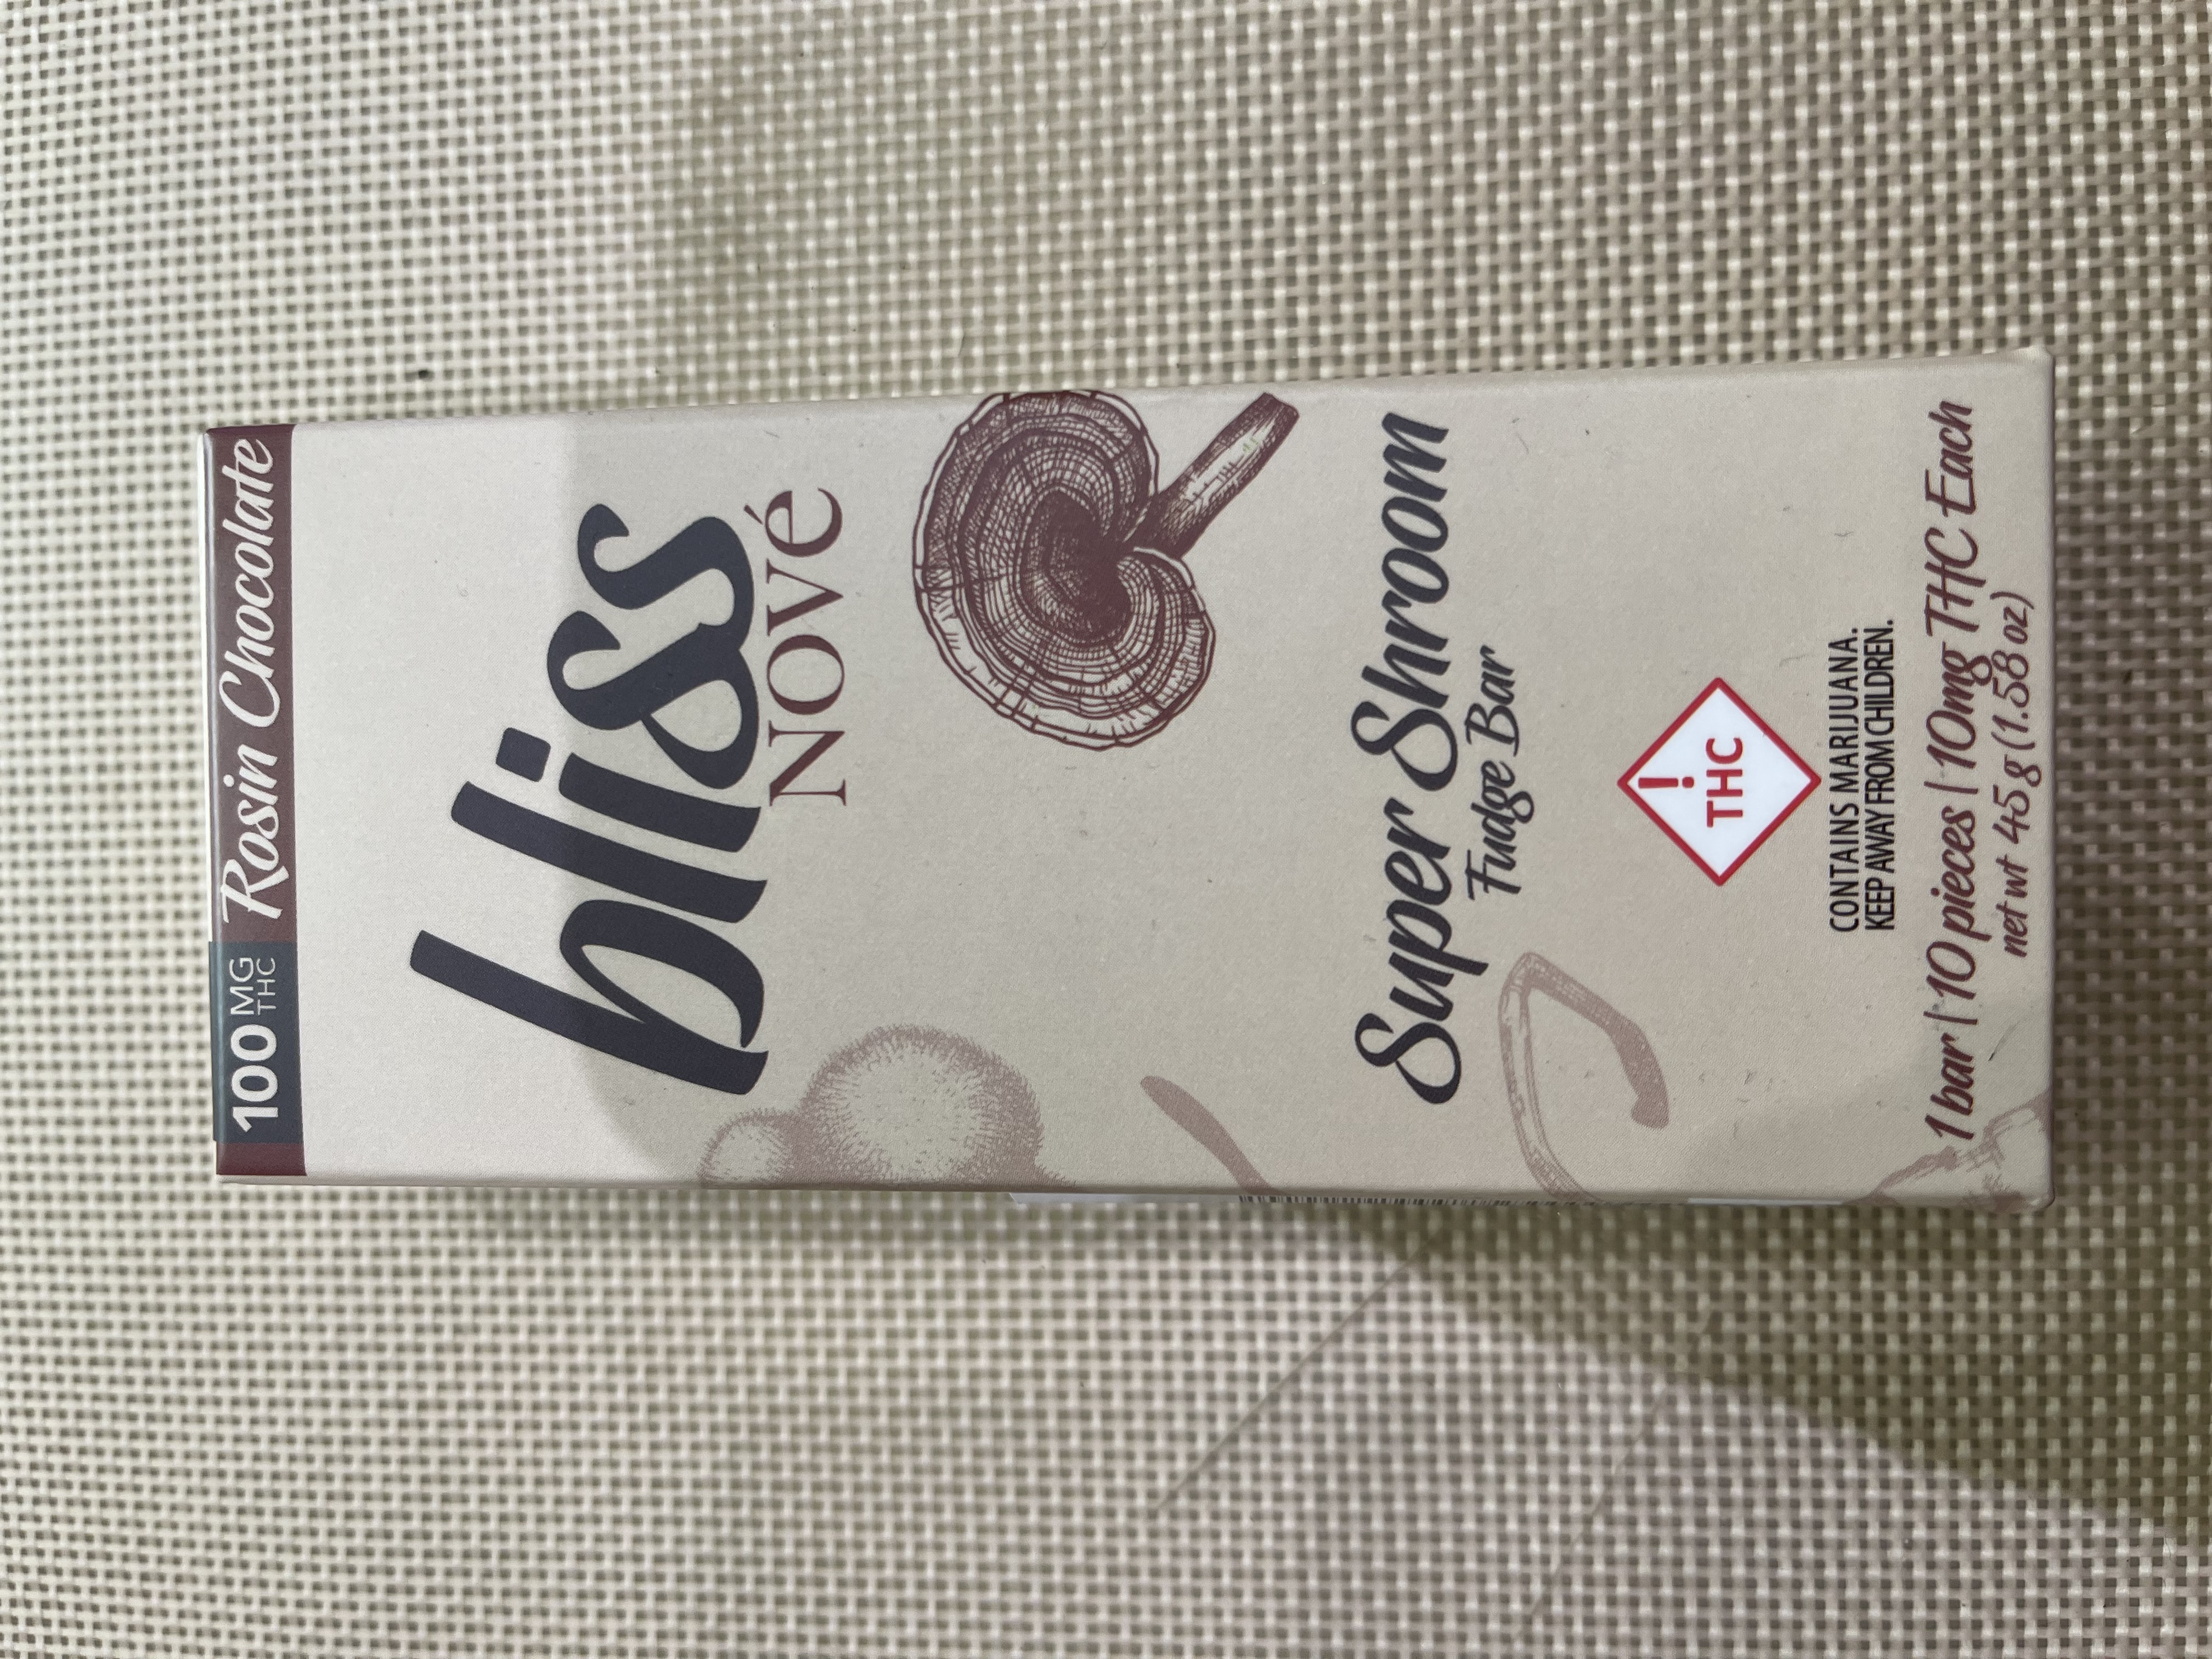 100 MG THC Rosin Chocolate
bliss
NOVé
Super Shroom
Fudge Bar
!
THC
CONTAINS MARIJUANA.
KEEP AWAY FROM CHILDREN.
1 bar | 10 pieces | 10mg THC Each
net wt 45 g (1.58 oz)